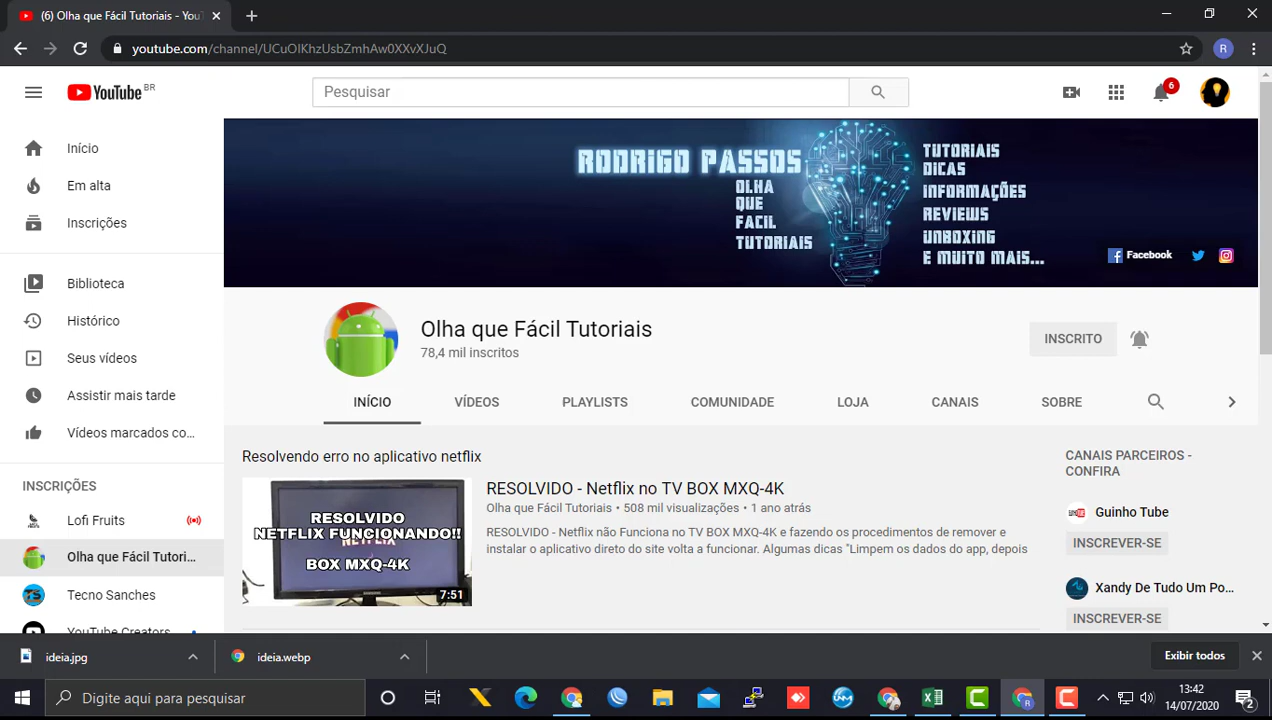 (6) Olha que Fácil Tutoriais - You
youtube.com/channel/UCuOlKhzUsbZmhAw0XXvXJuQ
R
YouTube BR
Pesquisar
6
Início
Em alta
Inscrições
Biblioteca
Histórico
Seus vídeos
Assistir mais tarde
Vídeos marcados co...
INSCRIÇÕES
Lofi Fruits
Olha que Fácil Tutori...
Tecno Sanches
YouTube Creators
RODRIGO PASSOS
OLHA
QUE
FACIL
TUTORIAIS
TUTORIAIS
DICAS
INFORMAÇÕES
REVIEWS
UNBOXING
E MUITO MAIS...
Facebook
Olha que Fácil Tutoriais
78,4 mil inscritos
INSCRITO
INÍCIO VÍDEOS PLAYLISTS COMUNIDADE LOJA CANAIS SOBRE
Resolvendo erro no aplicativo netflix
RESOLVIDO
NETFLIX FUNCIONANDO!!
BOX MXQ-4K
7:51
RESOLVIDO - Netflix no TV BOX MXQ-4K
Olha que Fácil Tutoriais • 508 mil visualizações • 1 ano atrás
RESOLVIDO - Netflix não Funciona no TV BOX MXQ-4K e fazendo os procedimentos de remover e
instalar o aplicativo direto do site volta a funcionar. Algumas dicas "Limpem os dados do app, depois
CANAIS PARCEIROS -
CONFIRA
Guinho Tube
INSCREVER-SE
Xandy De Tudo Um Po...
INSCREVER-SE
ideia.jpg
ideia.webp
Exibir todos
Digite aqui para pesquisar
13:42
14/07/2020
2